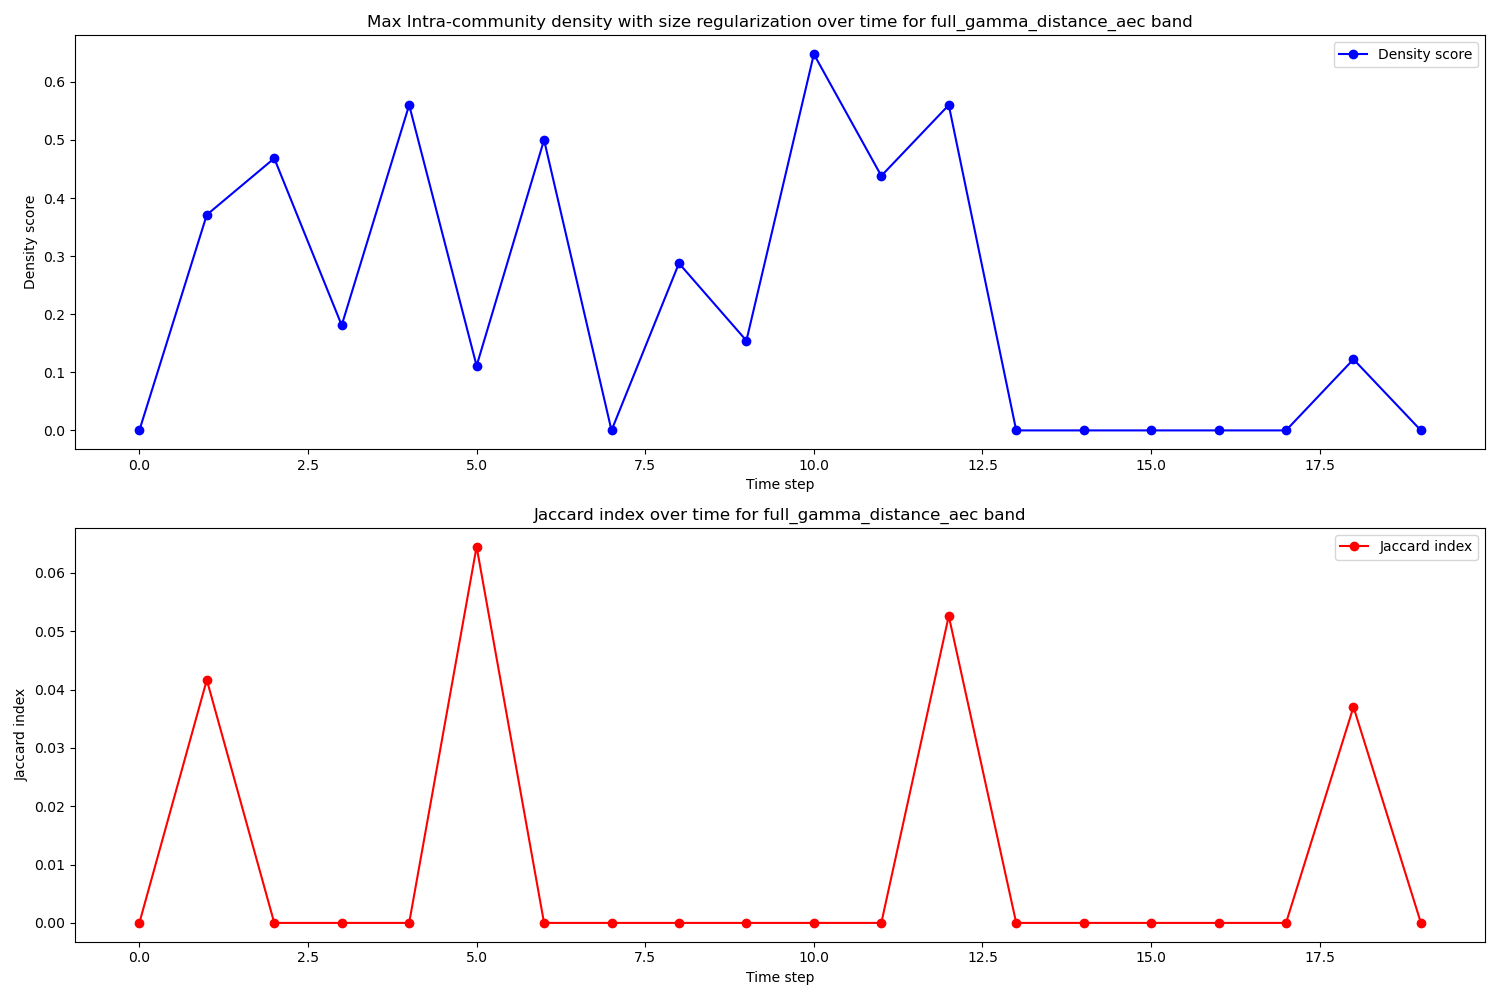 Max Intra-community density with size regularization over time for full_gamma_distance_aec band
Density score
0.6
0.5
0.4
0.3
0.2
0.1
0.0
Density score
0.0 2.5 5.0 7.5 10.0 12.5 15.0 17.5
Time step
Jaccard index over time for full_gamma_distance_aec band
Jaccard index
0.06
0.05
0.04
0.03
0.02
0.01
0.00
Jaccard index
0.0 2.5 5.0 7.5 10.0 12.5 15.0 17.5
Time step